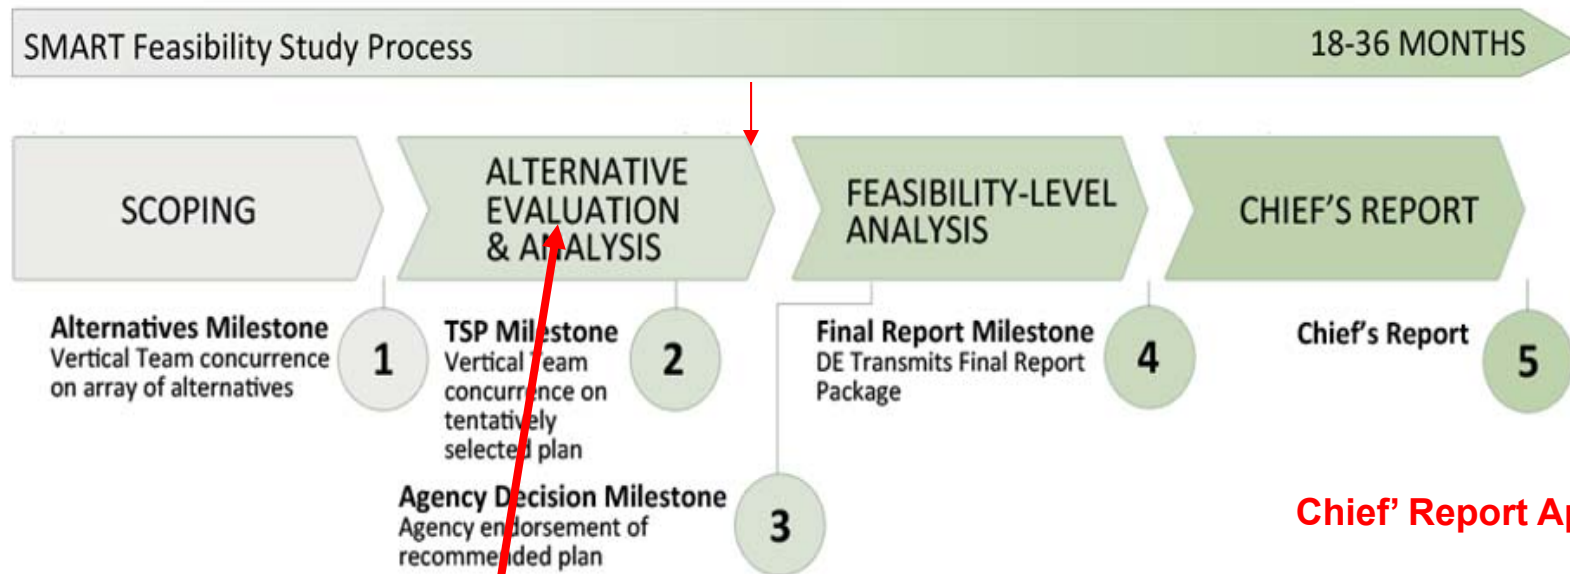 SMART Feasibility Study Process
18-36 MONTHS
SCOPING
ALTERNATIVE
EVALUATION
& ANALYSIS
FEASIBILITY-LEVEL
ANALYSIS
CHIEF'S REPORT
Alternatives Milestone
Vertical Team concurrence
on array of alternatives
1
TSP Milestone
Vertical Team
concurrence on
tentatively
selected plan
2
Agency Decision Milestone
Agency endorsement of
recommended plan
3
Final Report Milestone
DE Transmits Final Report
Package
4
Chief's Report
5
Chief' Report Ap